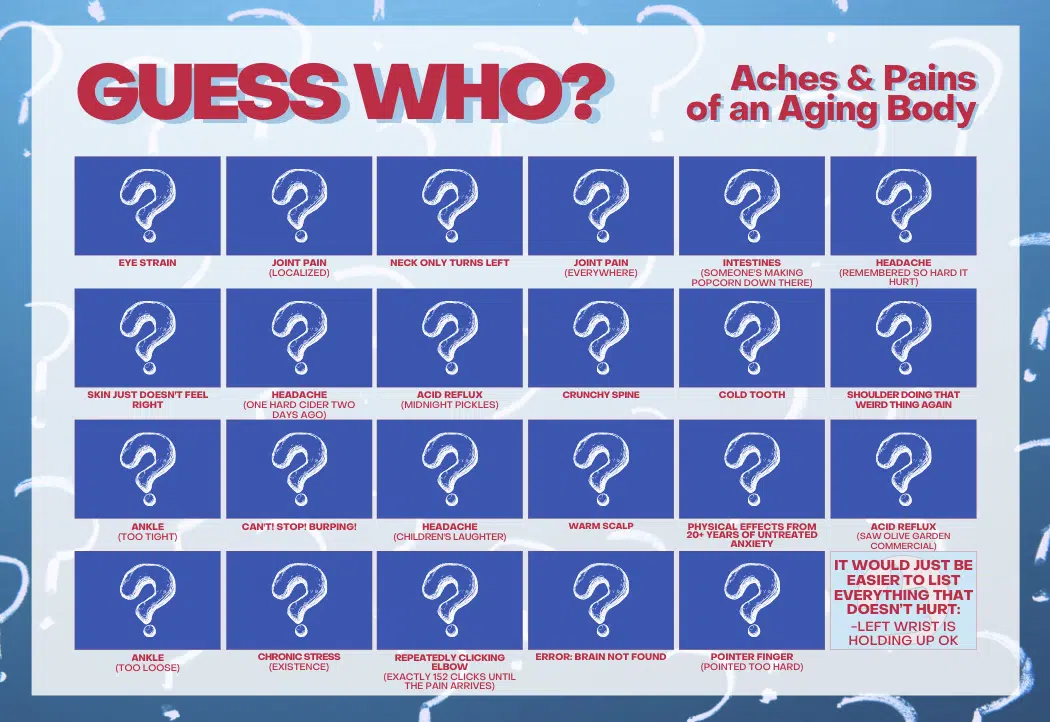 GUESS WHO?
Aches & Pains
of an Aging Body
EYE STRAIN
JOINT PAIN
(LOCALIZED)
NECK ONLY TURNS LEFT
JOINT PAIN
(EVERYWHERE)
INTESTINES
(SOMEONE'S MAKING
POPCORN DOWN THERE)
HEADACHE
(REMEMBERED SO HARD IT
HURT)
SKIN JUST DOESN'T FEEL
RIGHT
HEADACHE
(ONE HARD CIDER TWO
DAYS AGO)
ACID REFLUX
(MIDNIGHT PICKLES)
CRUNCHY SPINE
COLD TOOTH
SHOULDER DOING THAT
WEIRD THING AGAIN
ANKLE
(TOO TIGHT)
CAN'T! STOP! BURPING!
HEADACHE
(CHILDREN'S LAUGHTER)
WARM SCALP
PHYSICAL EFFECTS FROM
20+ YEARS OF UNTREATED
ANXIETY
ACID REFLUX
(SAW OLIVE GARDEN
COMMERCIAL)
ANKLE
(TOO LOOSE)
CHRONIC STRESS
(EXISTENCE)
REPEATEDLY CLICKING
ELBOW
(EXACTLY 152 CLICKS UNTIL
THE PAIN ARRIVES)
ERROR: BRAIN NOT FOUND
POINTER FINGER
(POINTED TOO HARD)
IT WOULD JUST BE
EASIER TO LIST
EVERYTHING THAT
DOESN'T HURT:
-LEFT WRIST IS
HOLDING UP OK